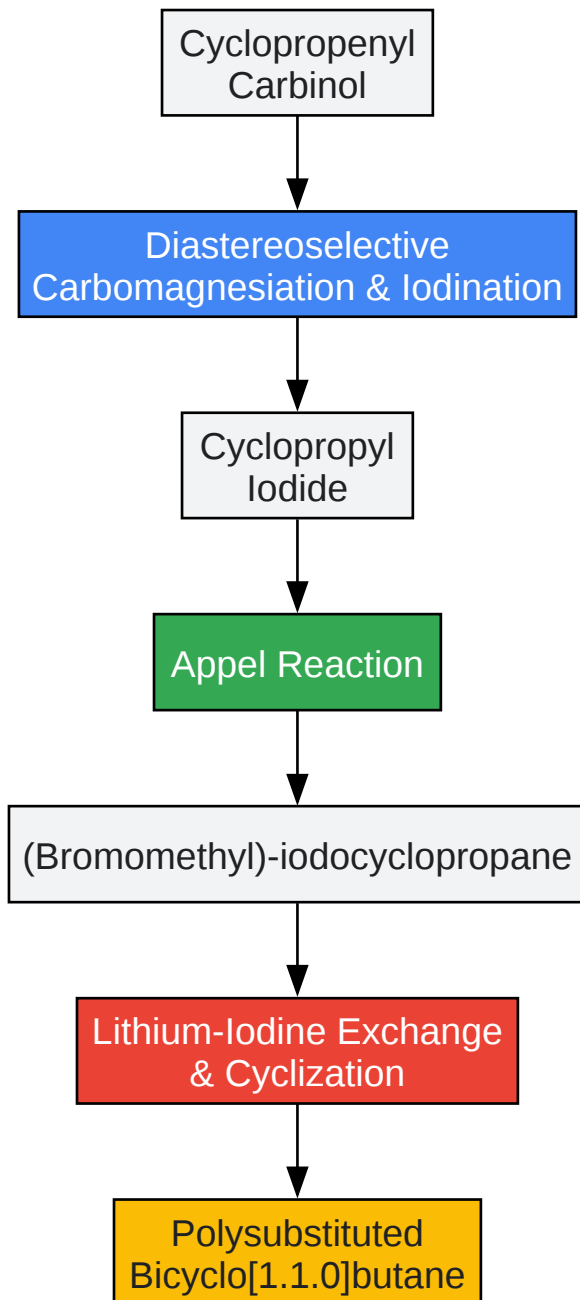 Cyclopropenyl
Carbinol
Diastereoselective
Carbomagnesiation & Iodination
Cyclopropyl
Iodide
Appel Reaction
(Bromomethyl)-iodocyclopropane
Lithium-Iodine Exchange
& Cyclization
Polysubstituted
Bicyclo[1.1.0]butane